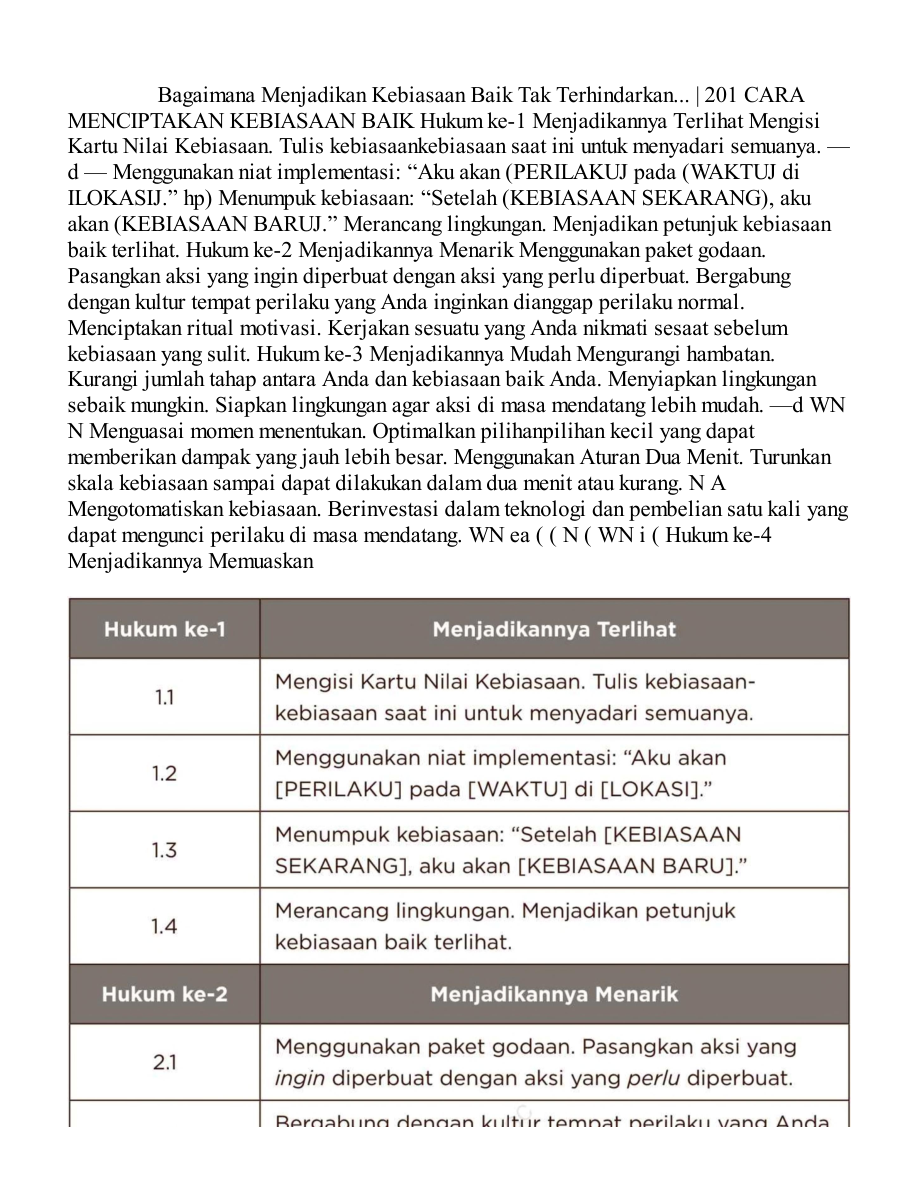 Bagaimana Menjadikan Kebiasaan Baik Tak Terhindarkan... | 201 CARA
MENCIPTAKAN KEBIASAAN BAIK Hukum ke-1 Menjadikannya Terlihat Mengisi
Kartu Nilai Kebiasaan. Tulis kebiasaankebiasaan saat ini untuk menyadari semuanya. —
d — Menggunakan niat implementasi: “Aku akan (PERILAKUJ pada (WAKTUJ di
ILOKASIJ.” hp) Menumpuk kebiasaan: “Setelah (KEBIASAAN SEKARANG), aku
akan (KEBIASAAN BARUJ.” Merancang lingkungan. Menjadikan petunjuk kebiasaan
baik terlihat. Hukum ke-2 Menjadikannya Menarik Menggunakan paket godaan.
Pasangkan aksi yang ingin diperbuat dengan aksi yang perlu diperbuat. Bergabung
dengan kultur tempat perilaku yang Anda inginkan dianggap perilaku normal.
Menciptakan ritual motivasi. Kerjakan sesuatu yang Anda nikmati sesaat sebelum
kebiasaan yang sulit. Hukum ke-3 Menjadikannya Mudah Mengurangi hambatan.
Kurangi jumlah tahap antara Anda dan kebiasaan baik Anda. Menyiapkan lingkungan
sebaik mungkin. Siapkan lingkungan agar aksi di masa mendatang lebih mudah. —d WN
N Menguasai momen menentukan. Optimalkan pilihanpilihan kecil yang dapat
memberikan dampak yang jauh lebih besar. Menggunakan Aturan Dua Menit. Turunkan
skala kebiasaan sampai dapat dilakukan dalam dua menit atau kurang. N A
Mengotomatiskan kebiasaan. Berinvestasi dalam teknologi dan pembelian satu kali yang
dapat mengunci perilaku di masa mendatang. WN ea ( ( N ( WN i ( Hukum ke-4
Menjadikannya Memuaskan
Hukum ke-1 Menjadikannya Terlihat
1.1 Mengisi Kartu Nilai Kebiasaan. Tulis kebiasaan-
kebiasaan saat ini untuk menyadari semuanya.
1.2 Menggunakan niat implementasi: “Aku akan
[PERILAKU] pada [WAKTU] di [LOKASI].”
1.3 Menumpuk kebiasaan: “Setelah [KEBIASAAN
SEKARANG], aku akan [KEBIASAAN BARU].”
1.4 Merancang lingkungan. Menjadikan petunjuk
kebiasaan baik terlihat.
Hukum ke-2 Menjadikannya Menarik
2.1 Menggunakan paket godaan. Pasangkan aksi yang
ingin diperbuat dengan aksi yang perlu diperbuat.
Bergabung dengan kultur tempat perilaku yang Anda